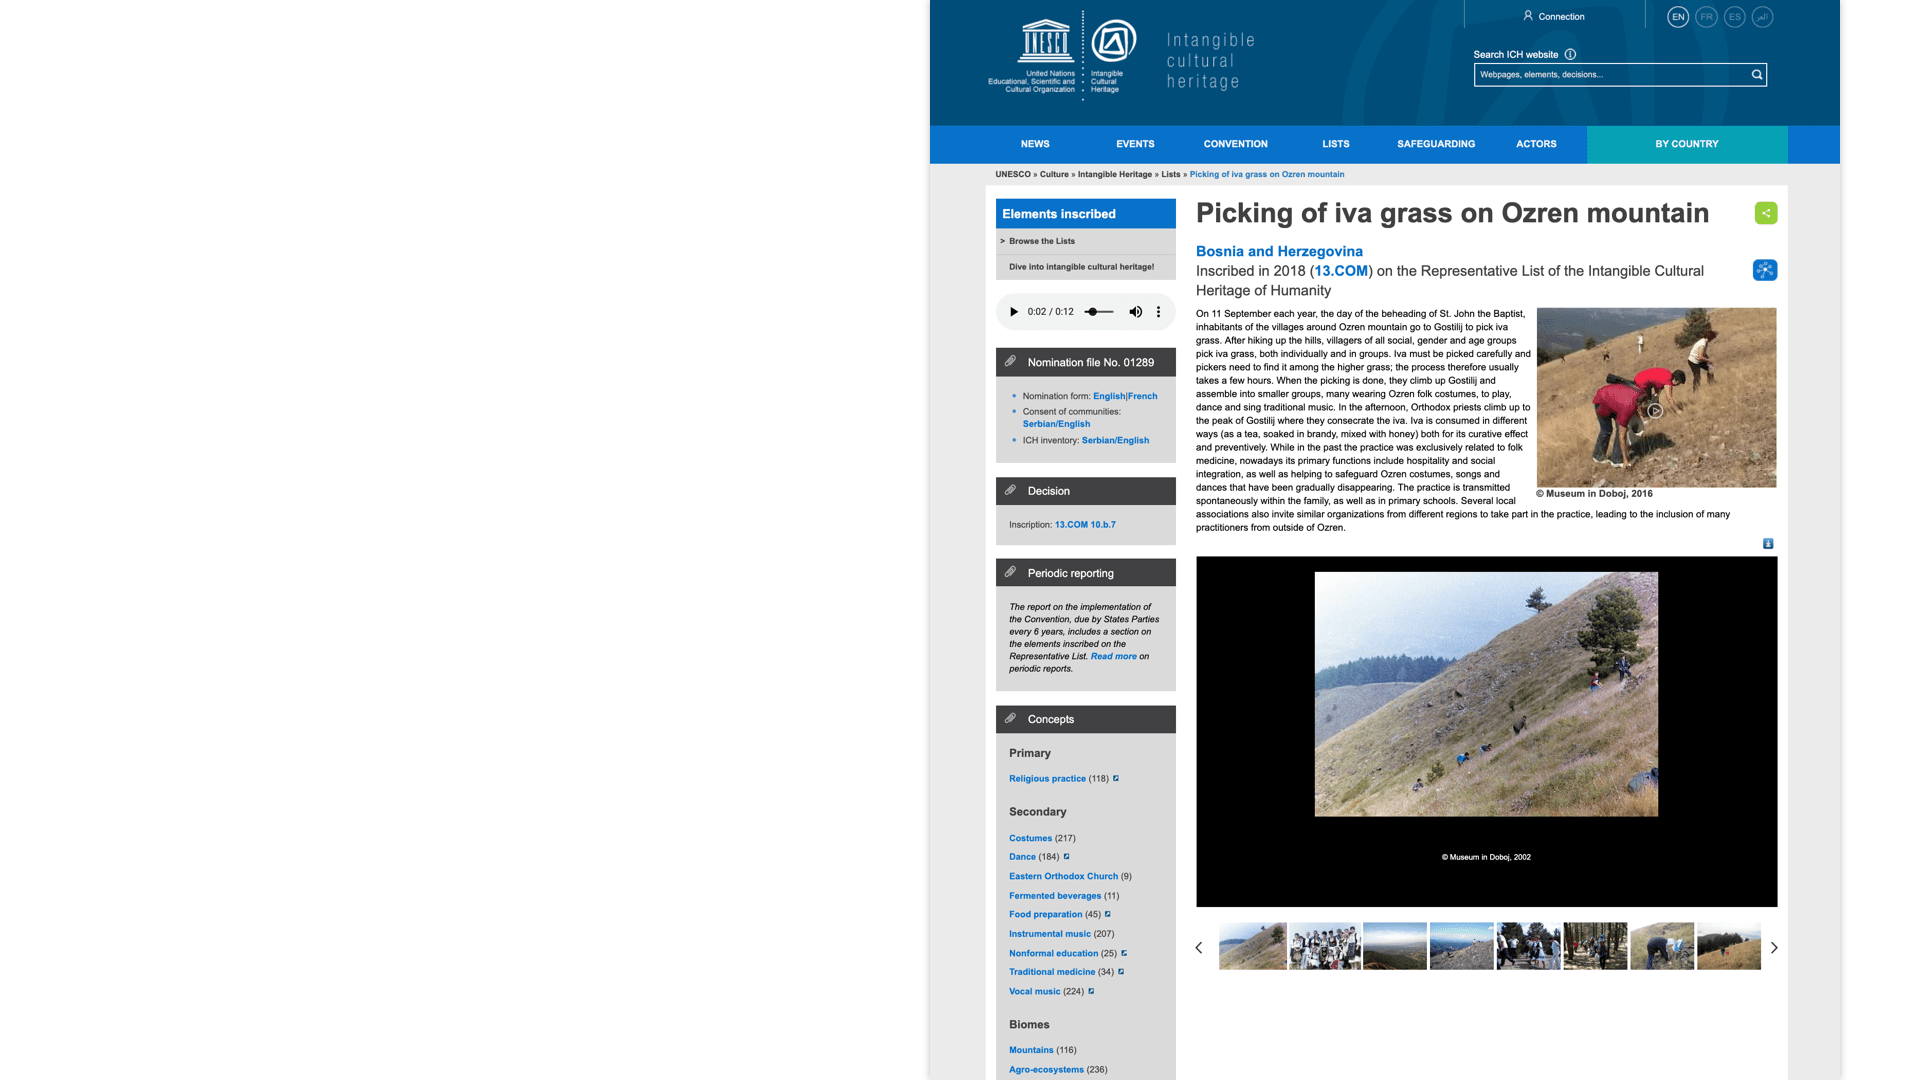 UNESCO
United Nations
Educational, Scientific and
Cultural Organization
Intangible
Cultural
Heritage
Intangible
cultural
heritage
Connection
EN
FR
ES
العر
Search ICH website
Webpages, elements, decisions...
NEWS
EVENTS
CONVENTION
LISTS
SAFEGUARDING
ACTORS
BY COUNTRY
UNESCO » Culture » Intangible Heritage » Lists » Picking of iva grass on Ozren mountain
Elements inscribed
> Browse the Lists
Dive into intangible cultural heritage!
0:02 / 0:12
Nomination file No. 01289
Nomination form: English|French
Consent of communities:
Serbian/English
ICH inventory: Serbian/English
Decision
Inscription: 13.COM 10.b.7
Periodic reporting
The report on the implementation of
the Convention, due by States Parties
every 6 years, includes a section on
the elements inscribed on the
Representative List. Read more on
periodic reports.
Concepts
Primary
Religious practice (118)
Secondary
Costumes (217)
Dance (184)
Eastern Orthodox Church (9)
Fermented beverages (11)
Food preparation (45)
Instrumental music (207)
Nonformal education (25)
Traditional medicine (34)
Vocal music (224)
Biomes
Mountains (116)
Agro-ecosystems (236)
Picking of iva grass on Ozren mountain
Bosnia and Herzegovina
Inscribed in 2018 (13.COM) on the Representative List of the Intangible Cultural
Heritage of Humanity
On 11 September each year, the day of the beheading of St. John the Baptist,
inhabitants of the villages around Ozren mountain go to Gostilij to pick iva
grass. After hiking up the hills, villagers of all social, gender and age groups
pick iva grass, both individually and in groups. Iva must be picked carefully and
pickers need to find it among the higher grass; the process therefore usually
takes a few hours. When the picking is done, they climb up Gostilij and
assemble into smaller groups, many wearing Ozren folk costumes, to play,
dance and sing traditional music. In the afternoon, Orthodox priests climb up to
the peak of Gostilij where they consecrate the iva. Iva is consumed in different
ways (as a tea, soaked in brandy, mixed with honey) both for its curative effect
and preventively. While in the past the practice was exclusively related to folk
medicine, nowadays its primary functions include hospitality and social
integration, as well as helping to safeguard Ozren costumes, songs and
dances that have been gradually disappearing. The practice is transmitted
spontaneously within the family, as well as in primary schools. Several local
associations also invite similar organizations from different regions to take part in the practice, leading to the inclusion of many
practitioners from outside of Ozren.
© Museum in Doboj, 2016
© Museum in Doboj, 2002